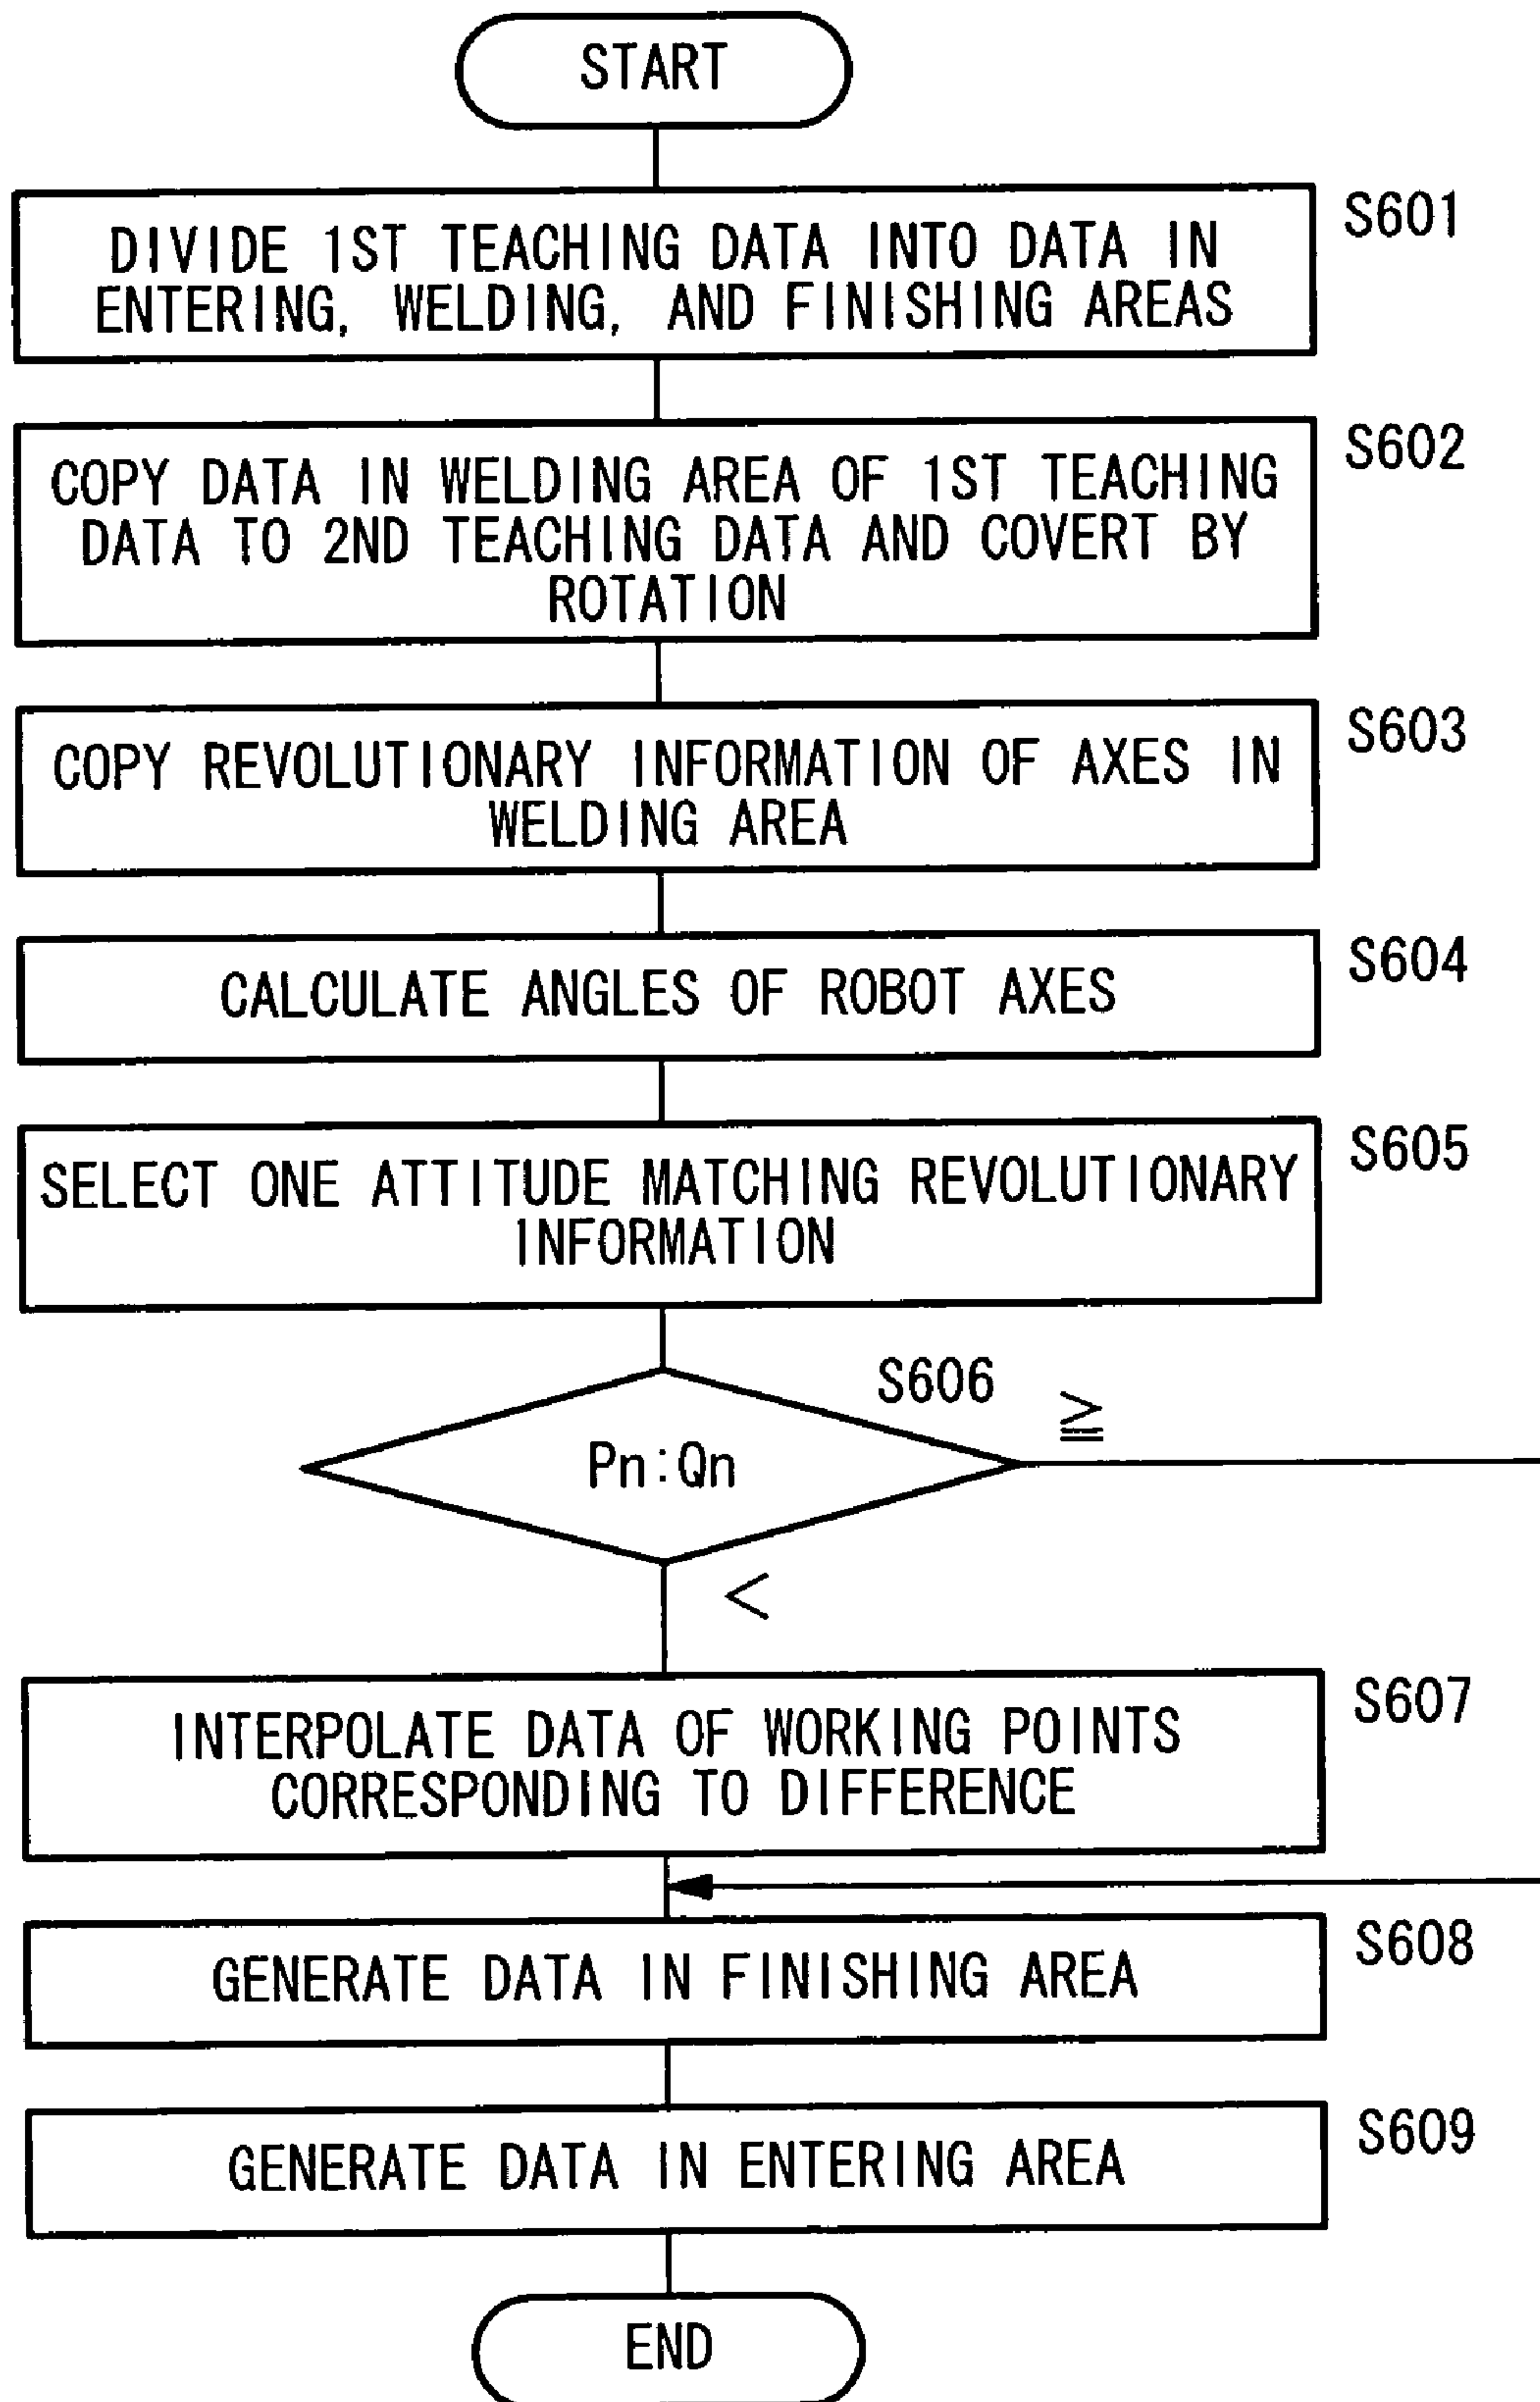 START
S601
DIVIDE 1ST TEACHING DATA INTO DATA IN
ENTERING, WELDING, AND FINISHING AREAS
S602
COPY DATA IN WELDING AREA OF 1ST TEACHING
DATA TO 2ND TEACHING DATA AND COVERT BY
ROTATION
S603
COPY REVOLUTIONARY INFORMATION OF AXES IN
WELDING AREA
S604
CALCULATE ANGLES OF ROBOT AXES
S605
SELECT ONE ATTITUDE MATCHING REVOLUTIONARY
INFORMATION
S606
≧
Pn:Qn
<
S607
INTERPOLATE DATA OF WORKING POINTS
CORRESPONDING TO DIFFERENCE
S608
GENERATE DATA IN FINISHING AREA
S609
GENERATE DATA IN ENTERING AREA
END